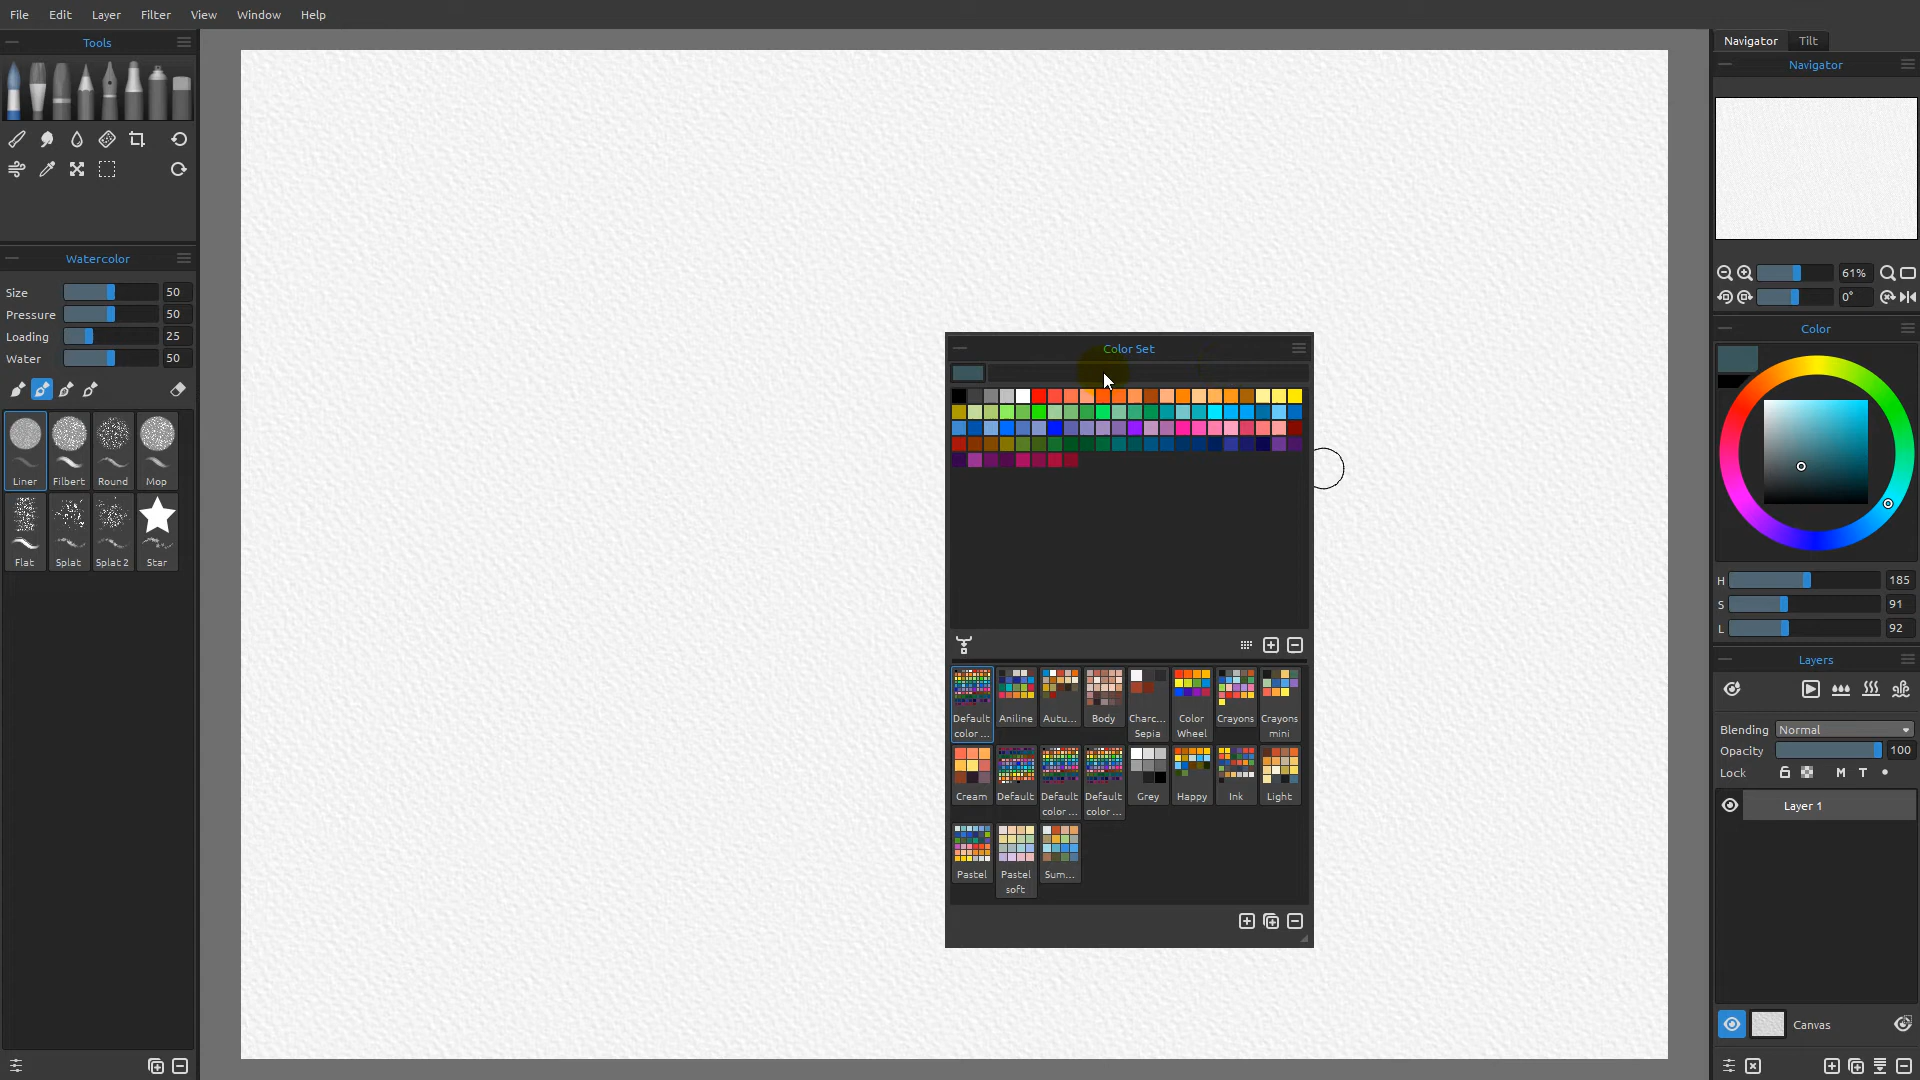 File Edit Layer Filter View Window Help
Tools
Watercolor
Size 50
Pressure 50
Loading 25
Water 50
Liner Filbert Round Mop
Flat Splat Splat 2 Star
Color Set
Default color ... Aniline Autu... Body Charc... Sepia Color Wheel Crayons Crayons mini
Cream Default Default color ... Default color ... Grey Happy Ink Light
Pastel Pastel soft Sum...
Navigator Tilt
Navigator
61%
0°
Color
H 185
S 91
L 92
Layers
Blending Normal
Opacity 100
Lock M T
Layer 1
Canvas